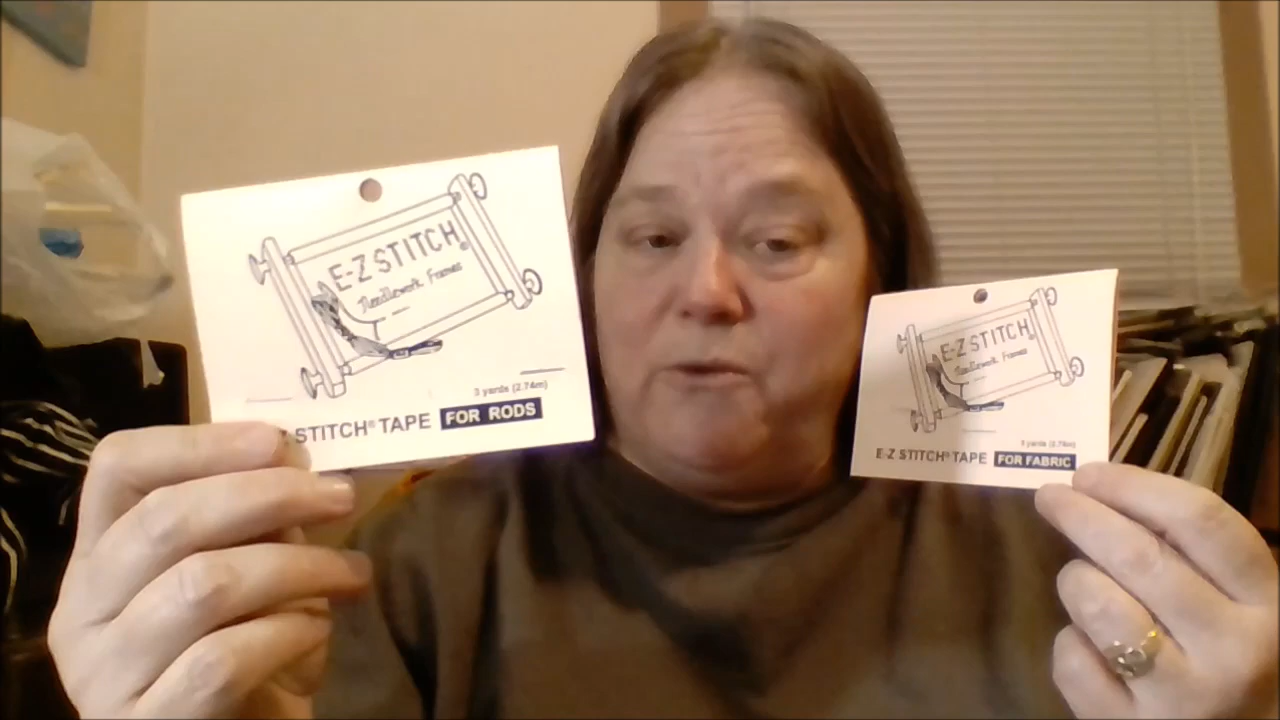 E-Z STITCH®
Needlework Frames
3 yards (2.74m)
Z STITCH® TAPE FOR RODS
E-Z STITCH®
Needlework Frames
3 yards (2.74m)
E-Z STITCH® TAPE FOR FABRIC